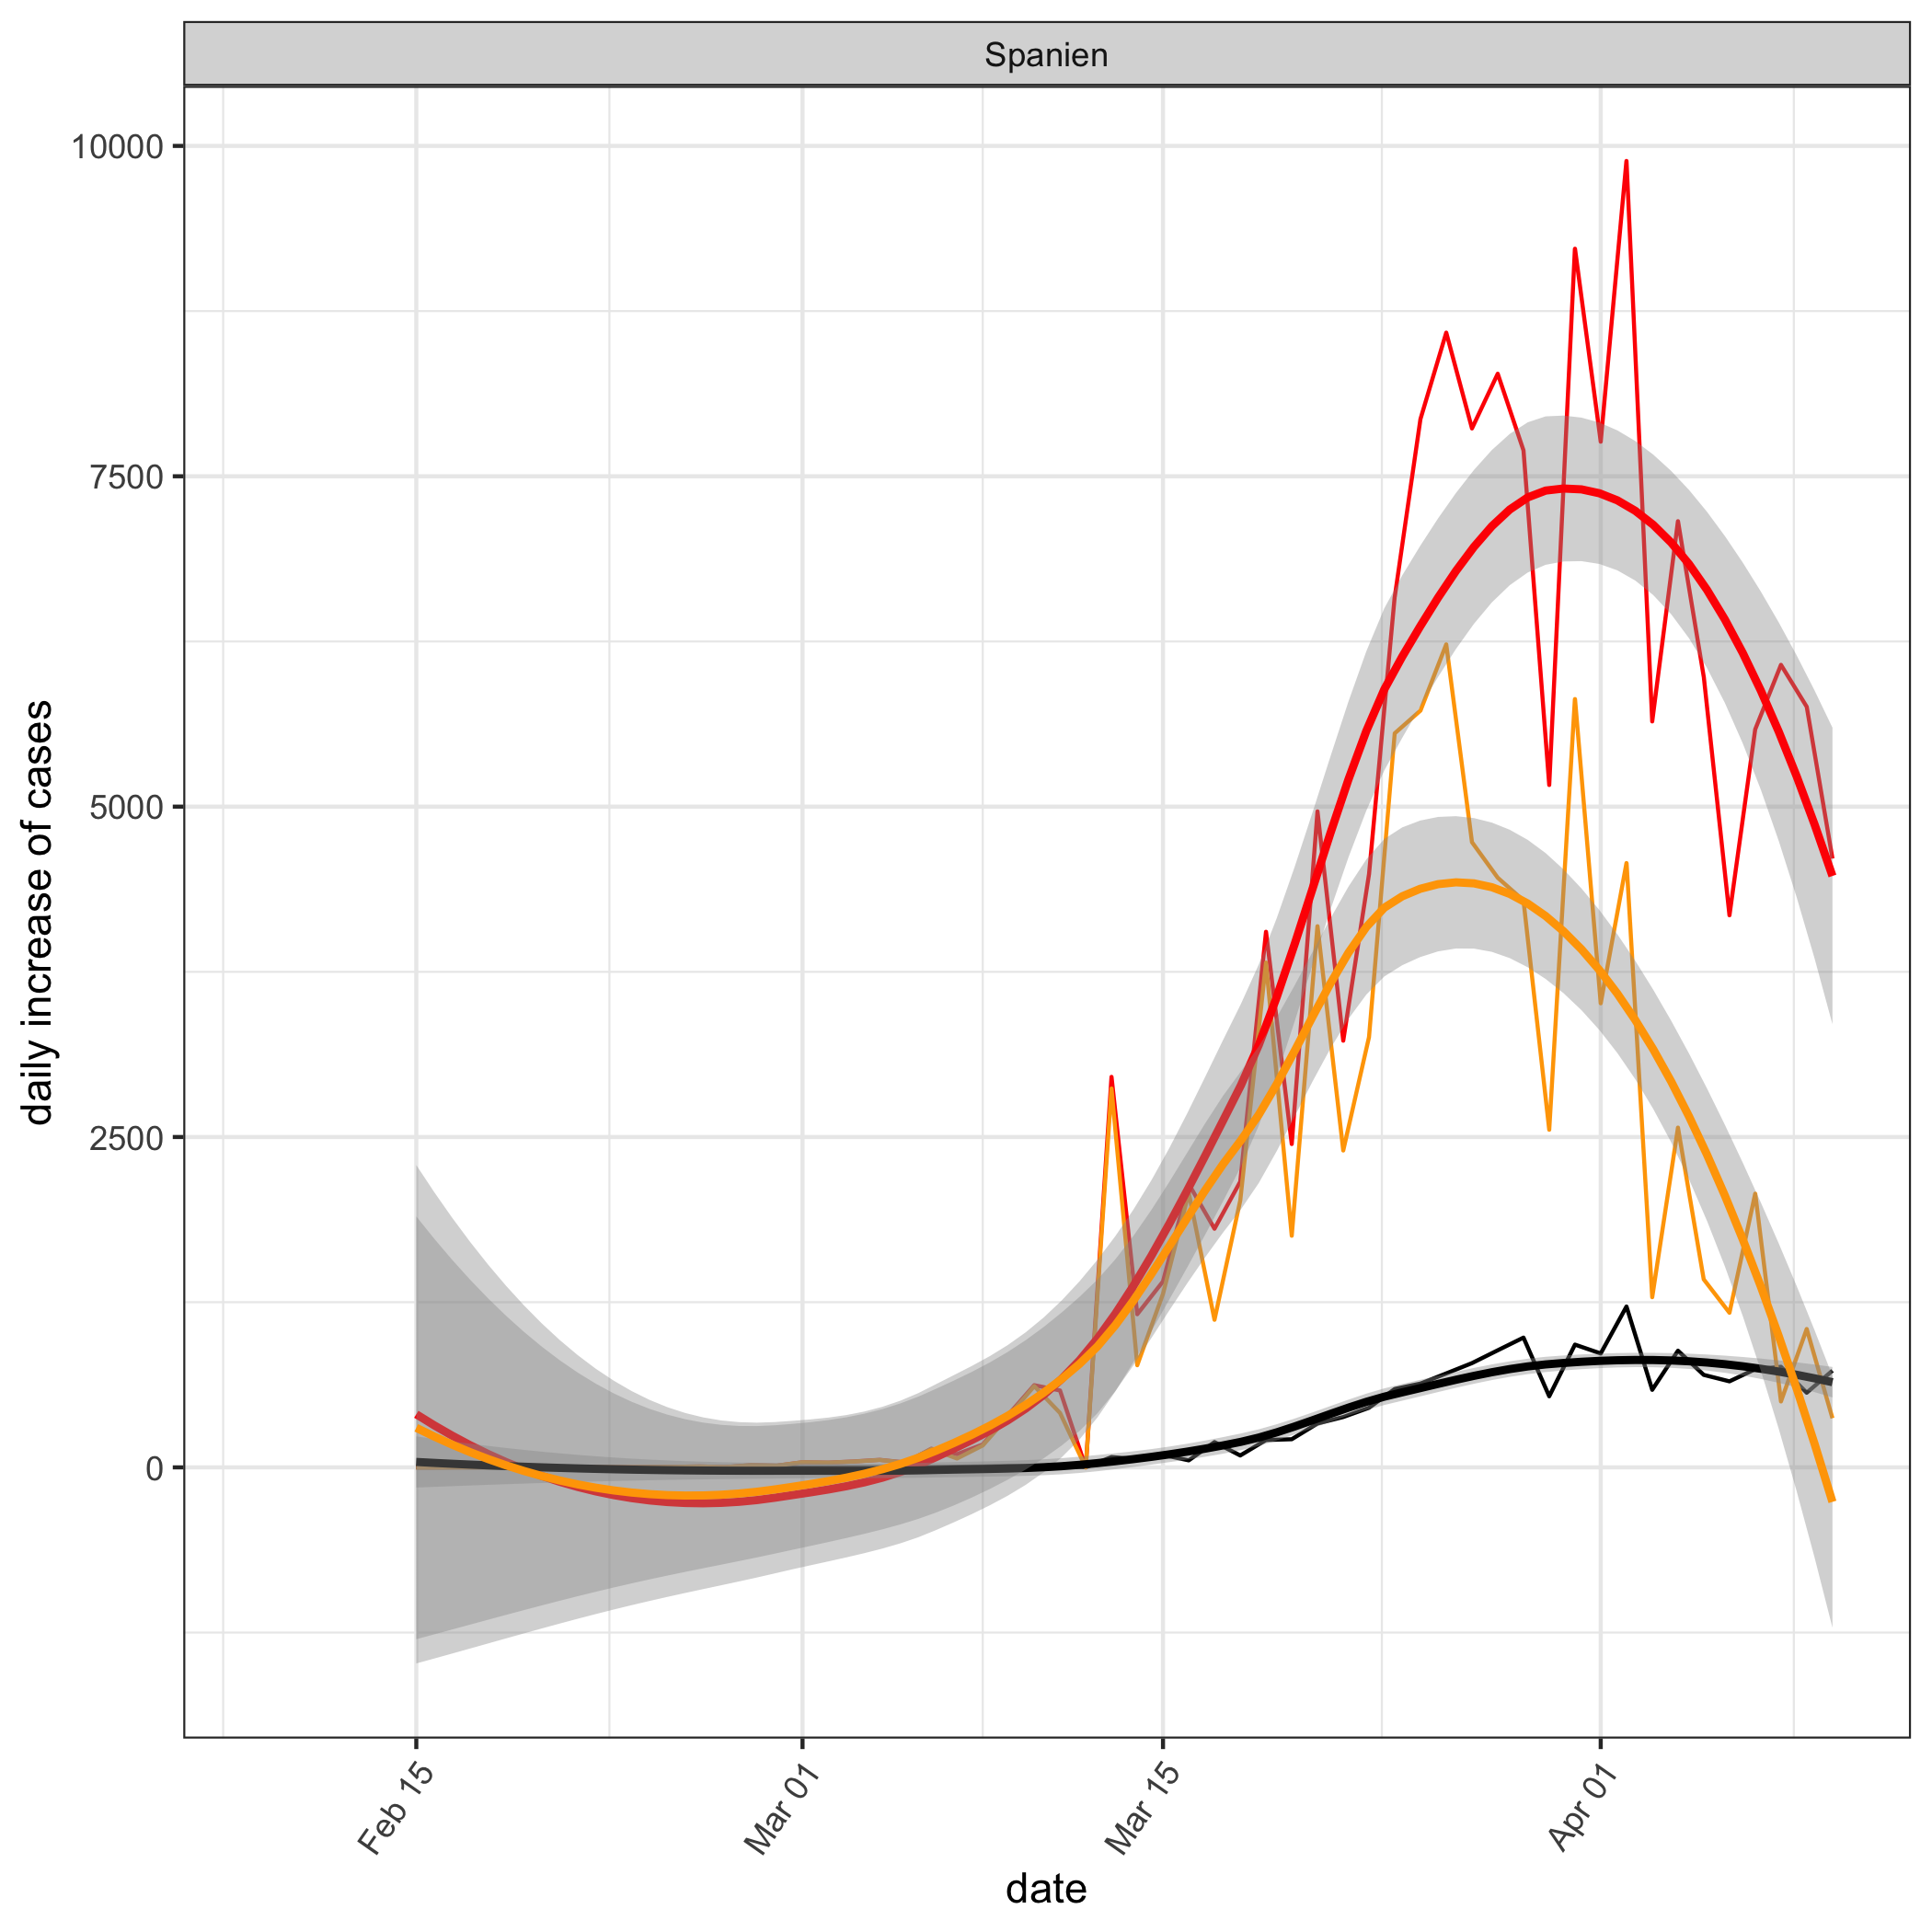 Spanien
10000
7500
5000
2500
0
daily increase of cases
Feb 15
Mar 01
Mar 15
Apr 01
date